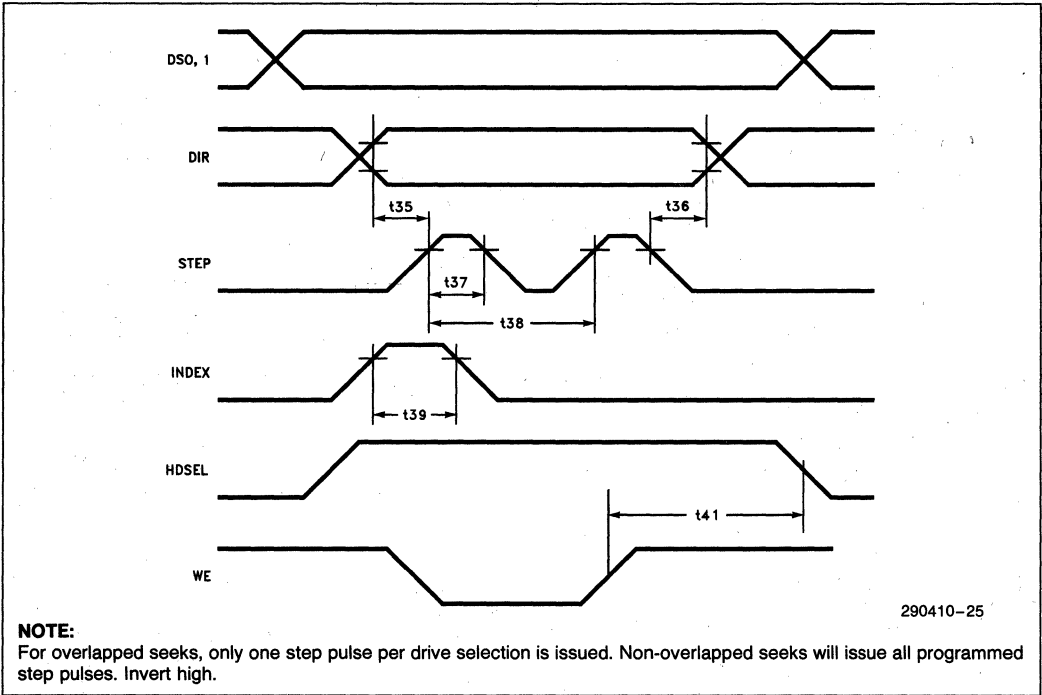 DSO, 1
DIR
t35
t36
STEP
t37
t38
INDEX
t39
HDSEL
t41
WE
290410-25
NOTE:
For overlapped seeks, only one step pulse per drive selection is issued. Non-overlapped seeks will issue all programmed
step pulses. Invert high.